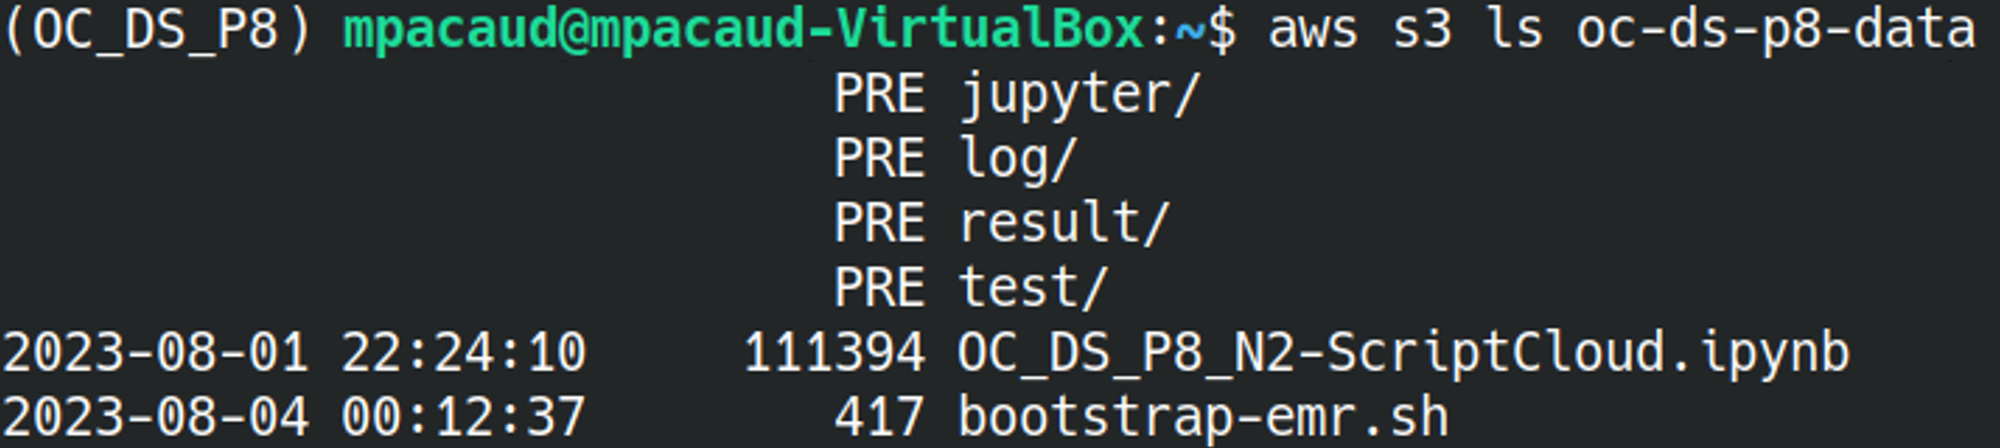 (OC_DS_P8) mpacaud@mpacaud-VirtualBox:~$ aws s3 ls oc-ds-p8-data
PRE jupyter/
PRE log/
PRE result/
PRE test/
2023-08-01 22:24:10 111394 OC_DS_P8_N2-ScriptCloud.ipynb
2023-08-04 00:12:37 417 bootstrap-emr.sh